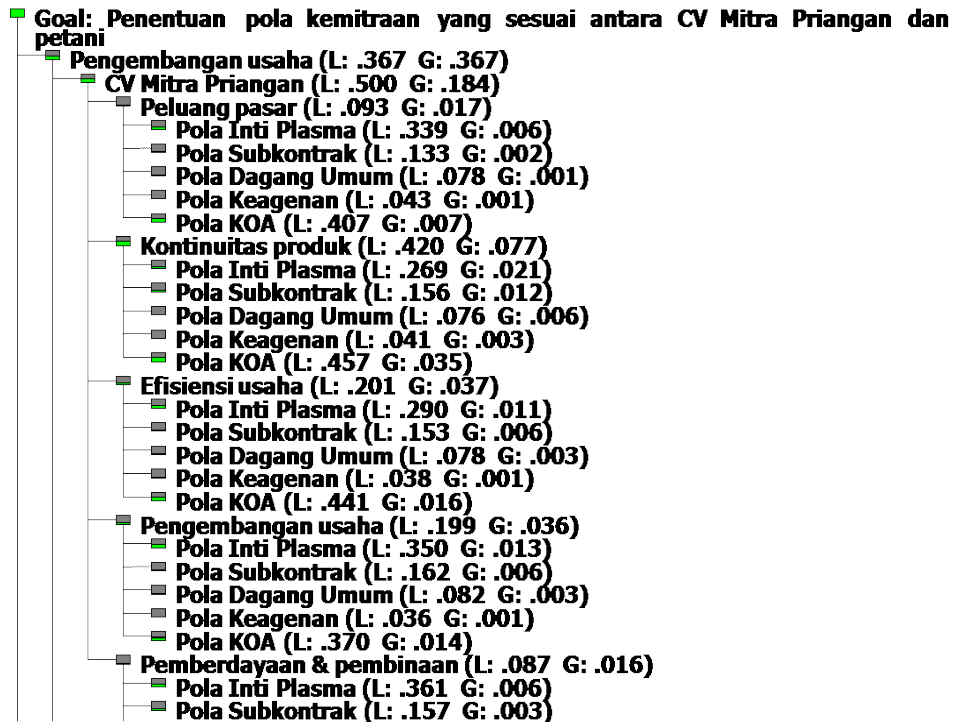 Goal: Penentuan pola kemitraan yang sesuai antara CV Mitra Priangan dan
petani
Pengembangan usaha (L: .367 G: .367)
CV Mitra Priangan (L: .500 G: .184)
Peluang pasar (L: .093 G: .017)
Pola Inti Plasma (L: .339 G: .006)
Pola Subkontrak (L: .133 G: .002)
Pola Dagang Umum (L: .078 G: .001)
Pola Keagenan (L: .043 G: .001)
Pola KOA (L: .407 G: .007)
Kontinuitas produk (L: .420 G: .077)
Pola Inti Plasma (L: .269 G: .021)
Pola Subkontrak (L: .156 G: .012)
Pola Dagang Umum (L: .076 G: .006)
Pola Keagenan (L: .041 G: .003)
Pola KOA (L: .457 G: .035)
Efisiensi usaha (L: .201 G: .037)
Pola Inti Plasma (L: .290 G: .011)
Pola Subkontrak (L: .153 G: .006)
Pola Dagang Umum (L: .078 G: .003)
Pola Keagenan (L: .038 G: .001)
Pola KOA (L: .441 G: .016)
Pengembangan usaha (L: .199 G: .036)
Pola Inti Plasma (L: .350 G: .013)
Pola Subkontrak (L: .162 G: .006)
Pola Dagang Umum (L: .082 G: .003)
Pola Keagenan (L: .036 G: .001)
Pola KOA (L: .370 G: .014)
Pemberdayaan & pembinaan (L: .087 G: .016)
Pola Inti Plasma (L: .361 G: .006)
Pola Subkontrak (L: .157 G: .003)